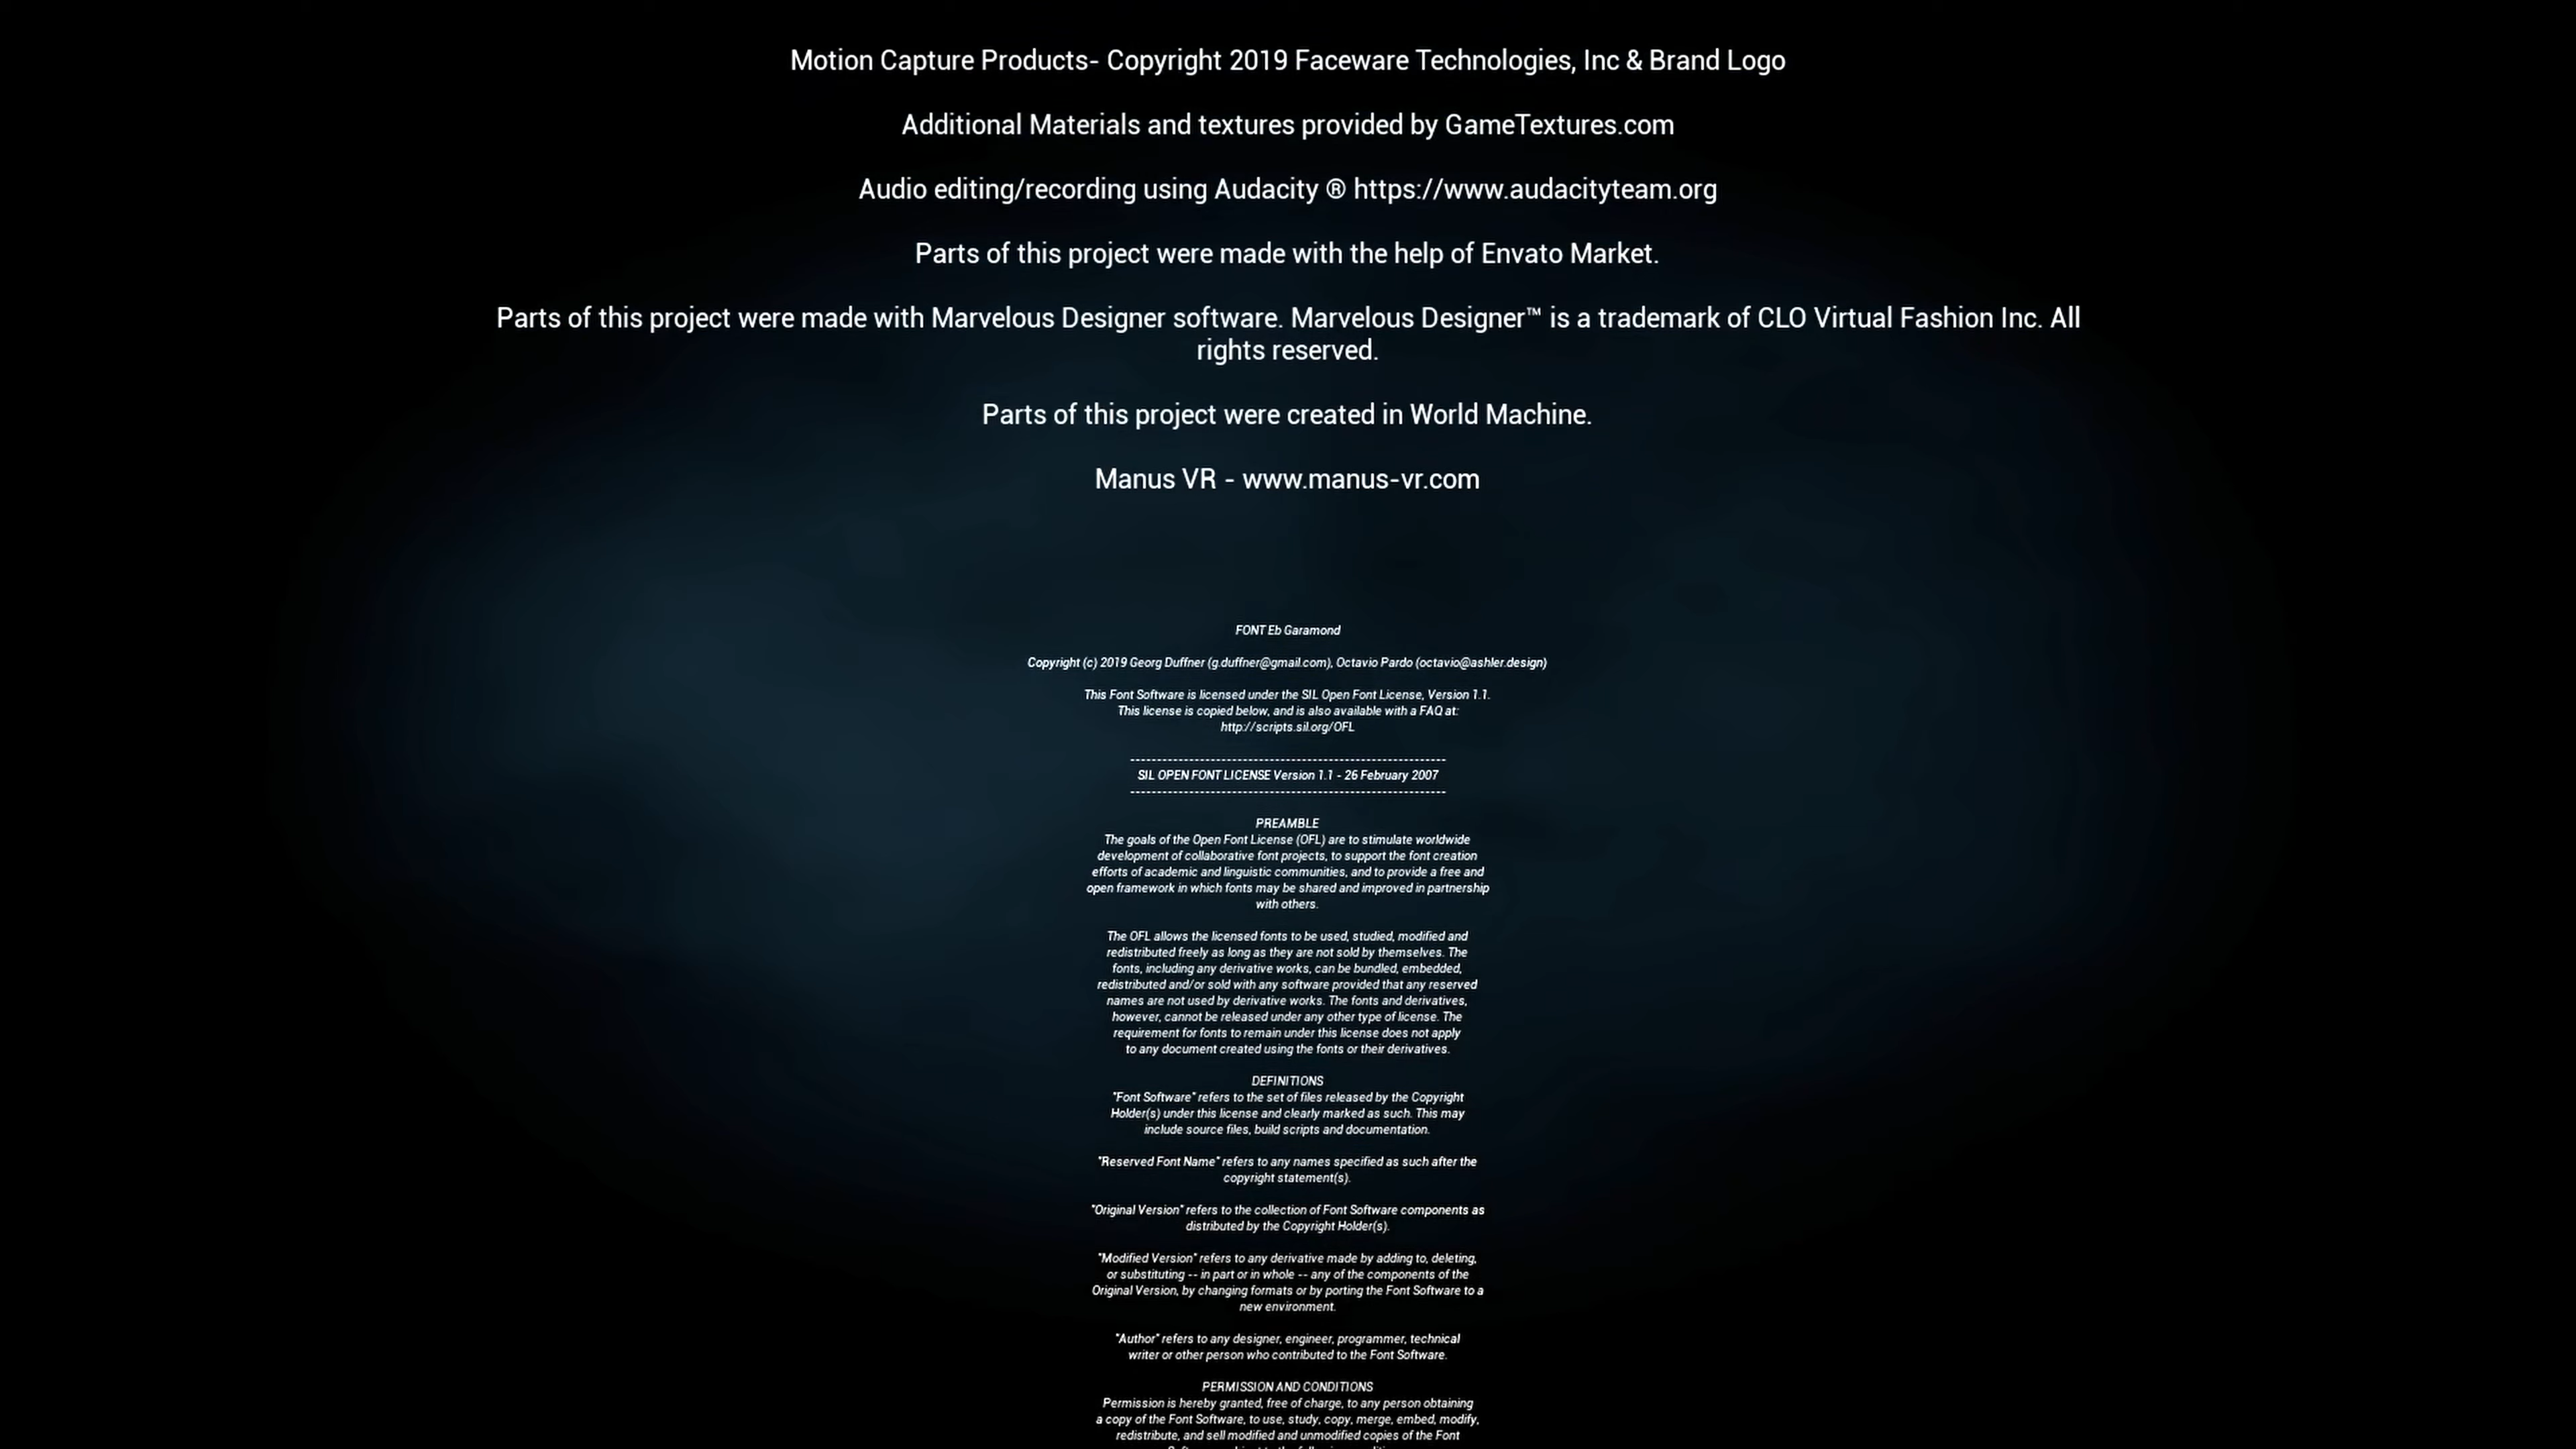 Motion Capture Products- Copyright 2019 Faceware Technologies, Inc & Brand Logo
Additional Materials and textures provided by GameTextures.com
Audio editing/recording using Audacity ® https://www.audacityteam.org
Parts of this project were made with the help of Envato Market.
Parts of this project were made with Marvelous Designer software. Marvelous Designer™ is a trademark of CLO Virtual Fashion Inc. All
rights reserved.
Parts of this project were created in World Machine.
Manus VR - www.manus-vr.com
FONT Eb Garamond
Copyright (c) 2019 Georg Duffner (g.duffner@gmail.com), Octavio Pardo (octavio@ashler.design)
This Font Software is licensed under the SIL Open Font License, Version 1.1.
This license is copied below, and is also available with a FAQ at:
http://scripts.sil.org/OFL
-----------------------------------------------------------
SIL OPEN FONT LICENSE Version 1.1 - 26 February 2007
-----------------------------------------------------------
PREAMBLE
The goals of the Open Font License (OFL) are to stimulate worldwide
development of collaborative font projects, to support the font creation
efforts of academic and linguistic communities, and to provide a free and
open framework in which fonts may be shared and improved in partnership
with others.
The OFL allows the licensed fonts to be used, studied, modified and
redistributed freely as long as they are not sold by themselves. The
fonts, including any derivative works, can be bundled, embedded,
redistributed and/or sold with any software provided that any reserved
names are not used by derivative works. The fonts and derivatives,
however, cannot be released under any other type of license. The
requirement for fonts to remain under this license does not apply
to any document created using the fonts or their derivatives.
DEFINITIONS
"Font Software" refers to the set of files released by the Copyright
Holder(s) under this license and clearly marked as such. This may
include source files, build scripts and documentation.
"Reserved Font Name" refers to any names specified as such after the
copyright statement(s).
"Original Version" refers to the collection of Font Software components as
distributed by the Copyright Holder(s).
"Modified Version" refers to any derivative made by adding to, deleting,
or substituting -- in part or in whole -- any of the components of the
Original Version, by changing formats or by porting the Font Software to a
new environment.
"Author" refers to any designer, engineer, programmer, technical
writer or other person who contributed to the Font Software.
PERMISSION AND CONDITIONS
Permission is hereby granted, free of charge, to any person obtaining
a copy of the Font Software, to use, study, copy, merge, embed, modify,
redistribute, and sell modified and unmodified copies of the Font